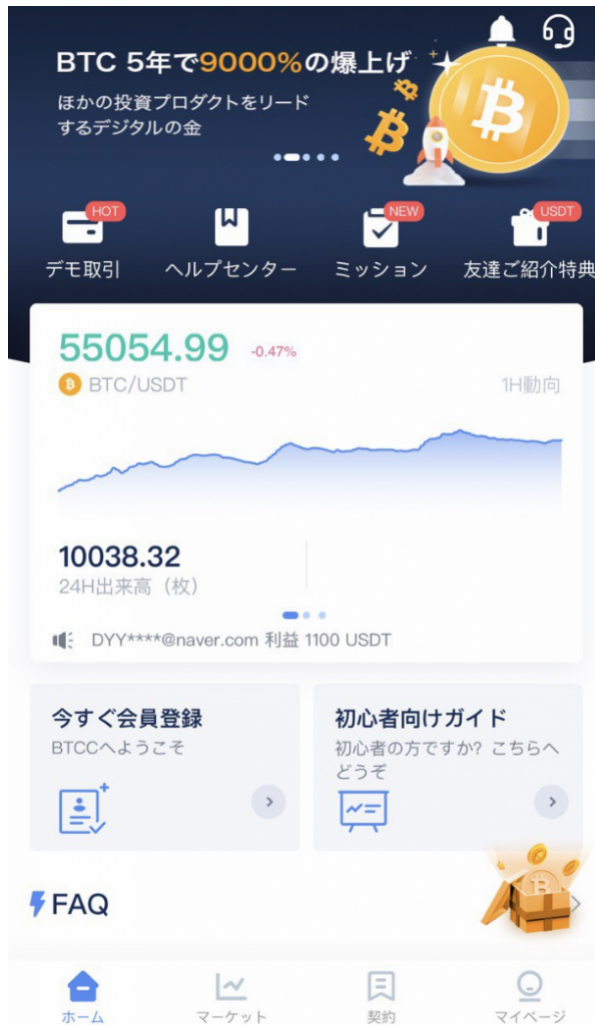 BTC 5年で9000%の爆上げ
ほかの投資プロダクトをリード
するデジタルの金
HOT
NEW
USDT
デモ取引
ヘルプセンター
ミッション
友達ご紹介特典
55054.99
-0.47%
BTC/USDT
1H動向
10038.32
24H出来高（枚）
DYY****@naver.com 利益 1100 USDT
今すぐ会員登録
BTCCへようこそ
初心者向けガイド
初心者の方ですか? こちらへ
どうぞ
FAQ
ホーム
マーケット
契約
マイページ